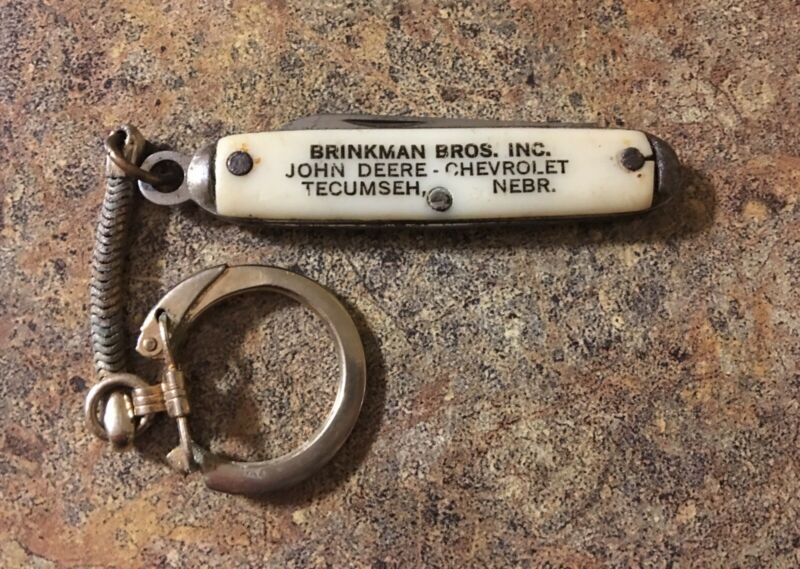 BRINKMAN BROS. INC.
JOHN DEERE - CHEVROLET
TECUMSEH, NEBR.